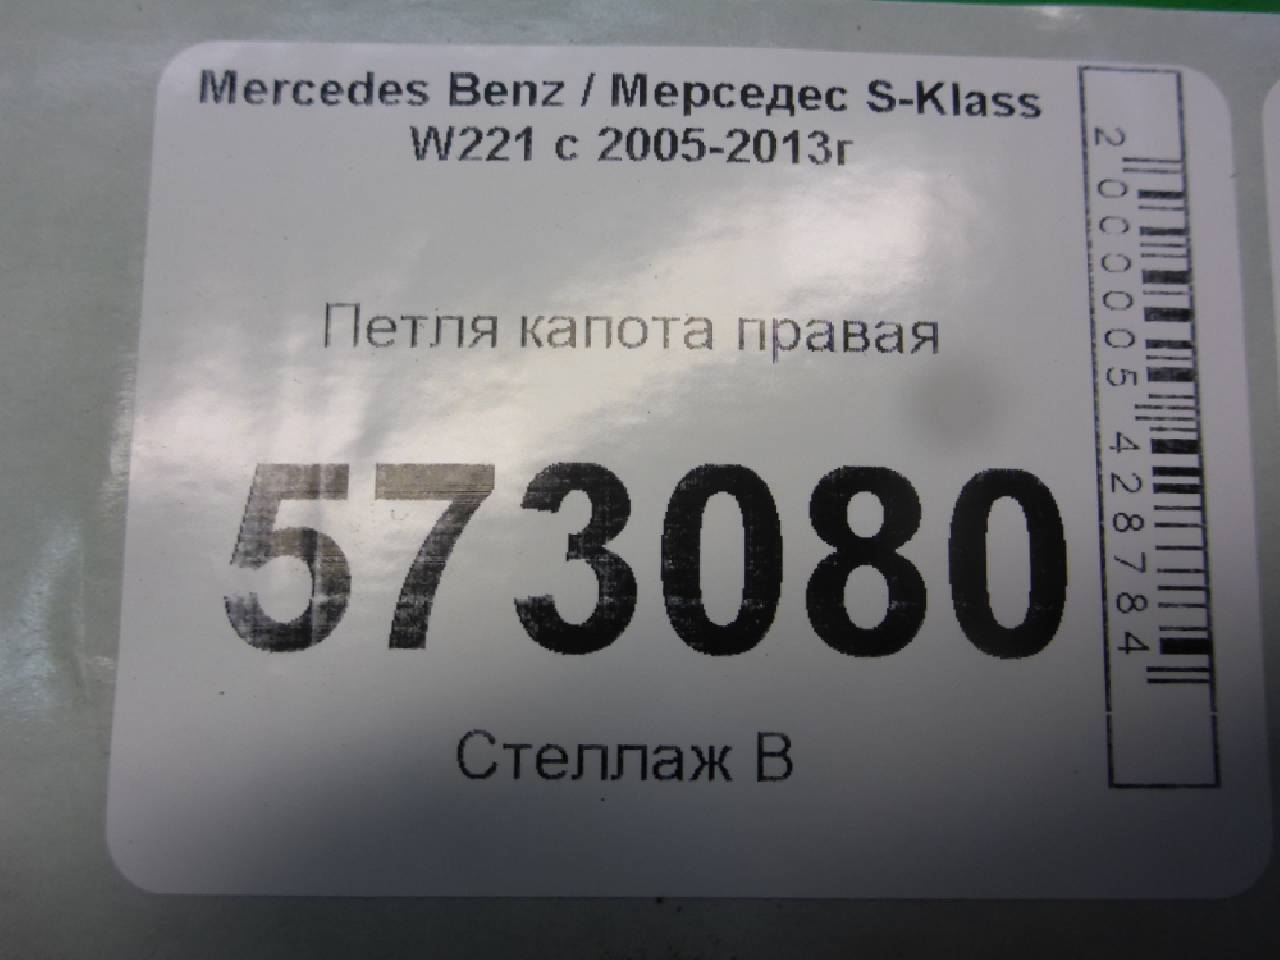 Mercedes Benz / Мерседес S-Klass
W221 с 2005-2013г
Петля капота правая
573080
Стеллаж В
2000005428784